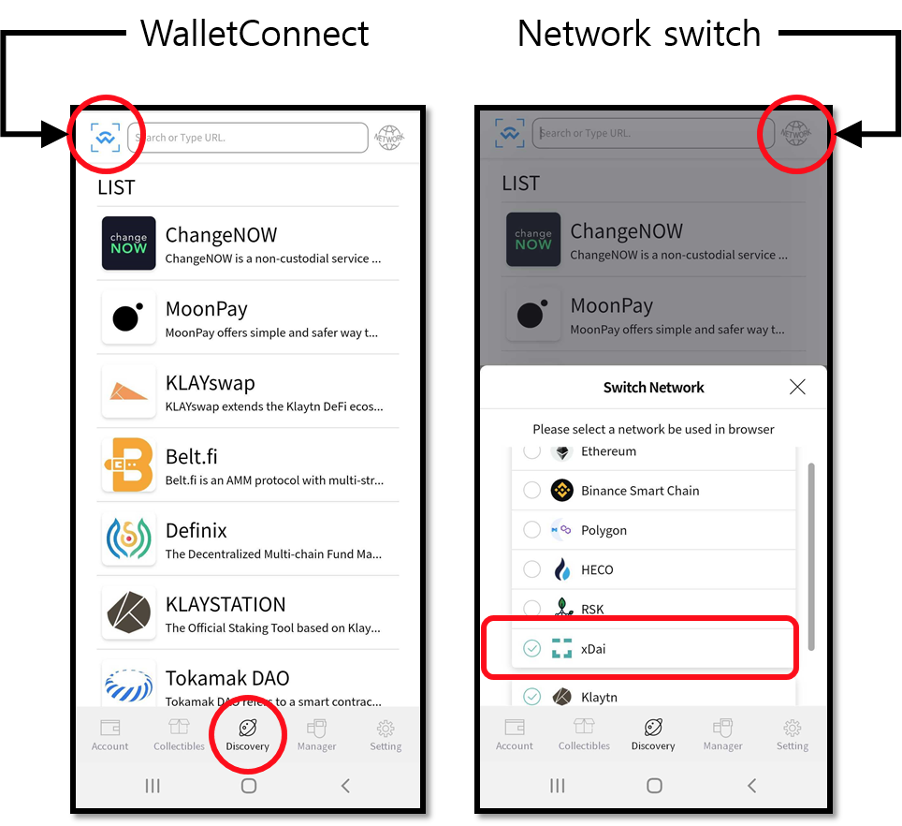 WalletConnect
Search or Type URL.
NETWORK
LIST
change
NOW
ChangeNOW
ChangeNOW is a non-custodial service ...
MoonPay
MoonPay offers simple and safer way t...
KLAYswap
KLAYswap extends the Klaytn DeFi ecos...
Belt.fi
Belt.fi is an AMM protocol with multi-str...
Definix
The Decentralized Multi-chain Fund Ma...
KLAYSTATION
The Official Staking Tool based on Klay...
Tokamak DAO
Tokamak DAO refers to a smart contrac...
Account
Collectibles
Discovery
Manager
Setting
Network switch
Search or Type URL.
NETWORK
LIST
change
NOW
ChangeNOW
ChangeNOW is a non-custodial service ...
MoonPay
MoonPay offers simple and safer way t...
Switch Network
Please select a network be used in browser
Ethereum
Binance Smart Chain
Polygon
HECO
RSK
xDai
Klaytn
Account
Collectibles
Discovery
Manager
Setting